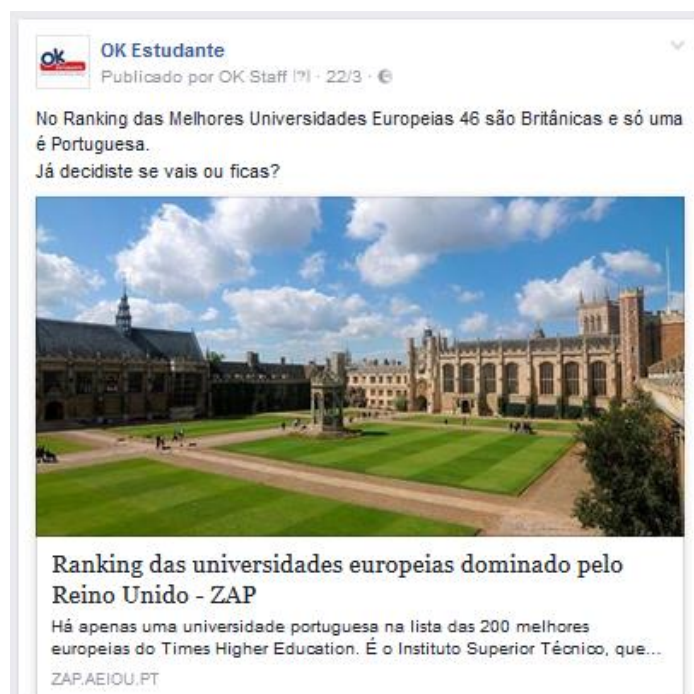 ok
OK Estudante
Publicado por OK Staff [?] · 22/3 ·
No Ranking das Melhores Universidades Europeias 46 são Britânicas e só uma
é Portuguesa.
Já decidiste se vais ou ficas?
Ranking das universidades europeias dominado pelo
Reino Unido - ZAP
Há apenas uma universidade portuguesa na lista das 200 melhores
europeias do Times Higher Education. É o Instituto Superior Técnico, que...
ZAP.AEIOU.PT